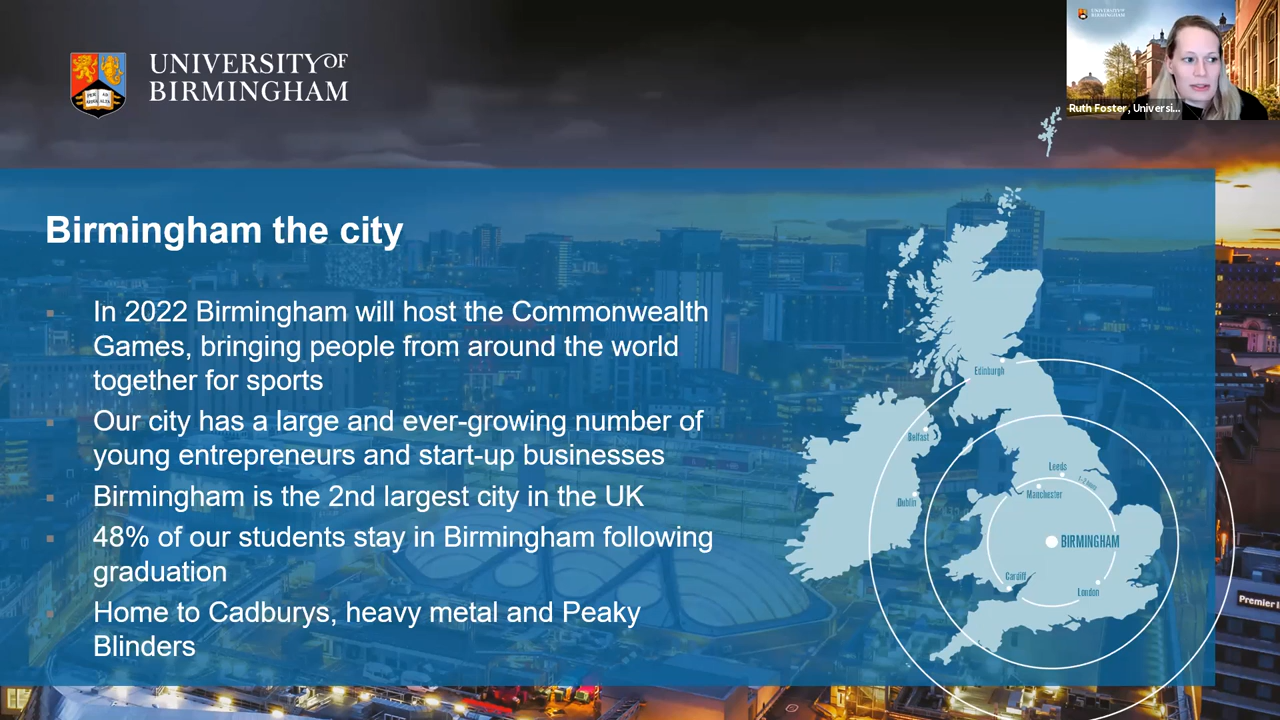 UNIVERSITY OF
BIRMINGHAM
UNIVERSITY OF
BIRMINGHAM
Ruth Foster, Universi...
Birmingham the city
In 2022 Birmingham will host the Commonwealth
Games, bringing people from around the world
together for sports
Our city has a large and ever-growing number of
young entrepreneurs and start-up businesses
Birmingham is the 2nd largest city in the UK
48% of our students stay in Birmingham following
graduation
Home to Cadburys, heavy metal and Peaky
Blinders
Edinburgh
Belfast
Leeds
Manchester
Dublin
BIRMINGHAM
Cardiff
London
Premier I